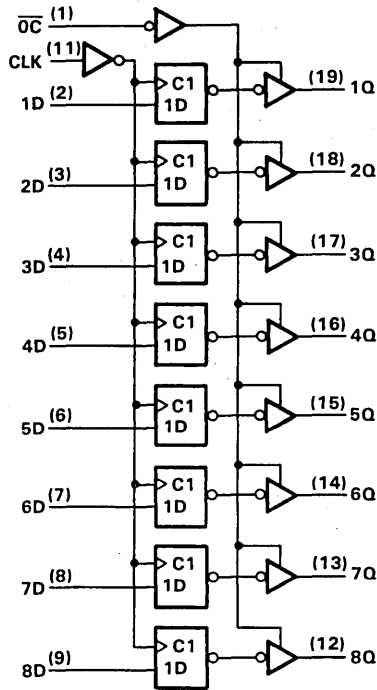 OC (1)
CLK (11)
C1 (19) 1Q
1D (2) 1D
C1 (18) 2Q
2D (3) 1D
C1 (17) 3Q
3D (4) 1D
C1 (16) 4Q
4D (5) 1D
C1 (15) 5Q
5D (6) 1D
C1 (14) 6Q
6D (7) 1D
C1 (13) 7Q
7D (8) 1D
C1 (12) 8Q
8D (9) 1D